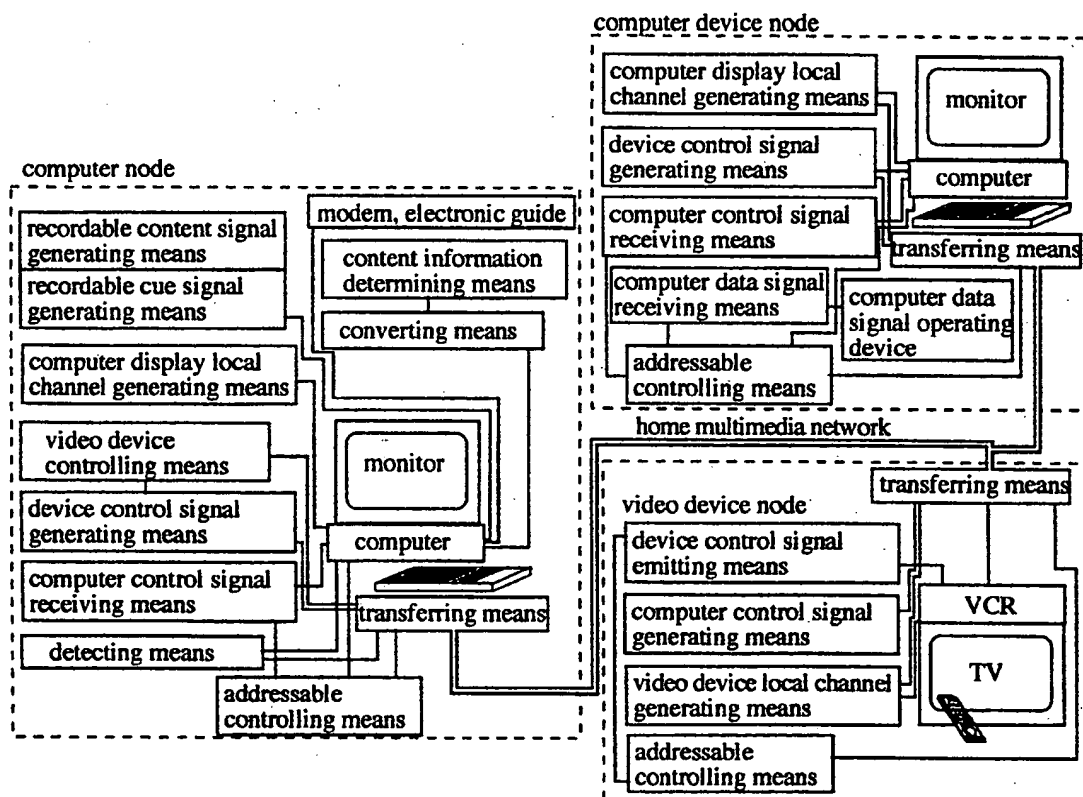 computer device node
computer display local
channel generating means
monitor
device control signal
generating means
computer
computer control signal
receiving means
transferring means
computer data signal
receiving means
computer data
signal operating
device
addressable
controlling means
computer node
recordable content signal
generating means
recordable cue signal
generating means
modem, electronic guide
content information
determining means
converting means
computer display local
channel generating means
video device
controlling means
monitor
device control signal
generating means
computer
computer control signal
receiving means
transferring means
detecting means
addressable
controlling means
home multimedia network
transferring means
video device node
device control signal
emitting means
VCR
computer control signal
generating means
TV
video device local channel
generating means
addressable
controlling means